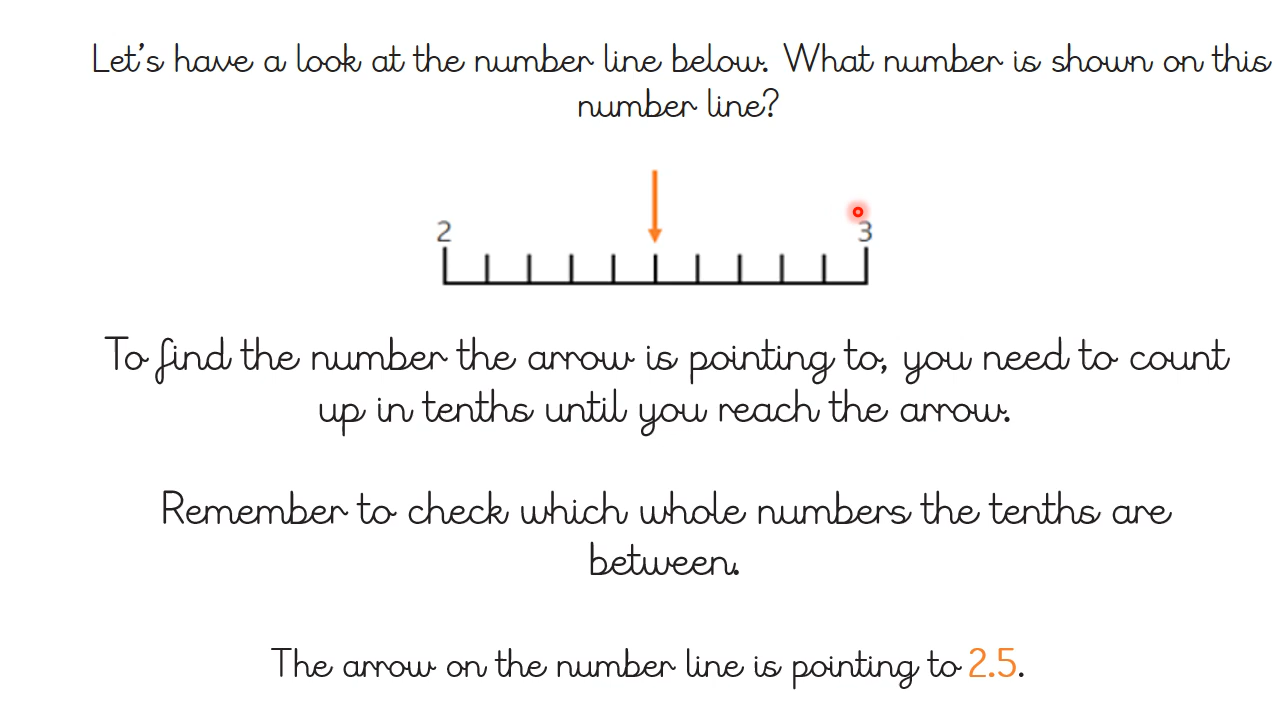 Let's have a look at the number line below. What number is shown on this
number line?
2
3
To find the number the arrow is pointing to, you need to count
up in tenths until you reach the arrow.
Remember to check which whole numbers the tenths are
between.
The arrow on the number line is pointing to 2.5.